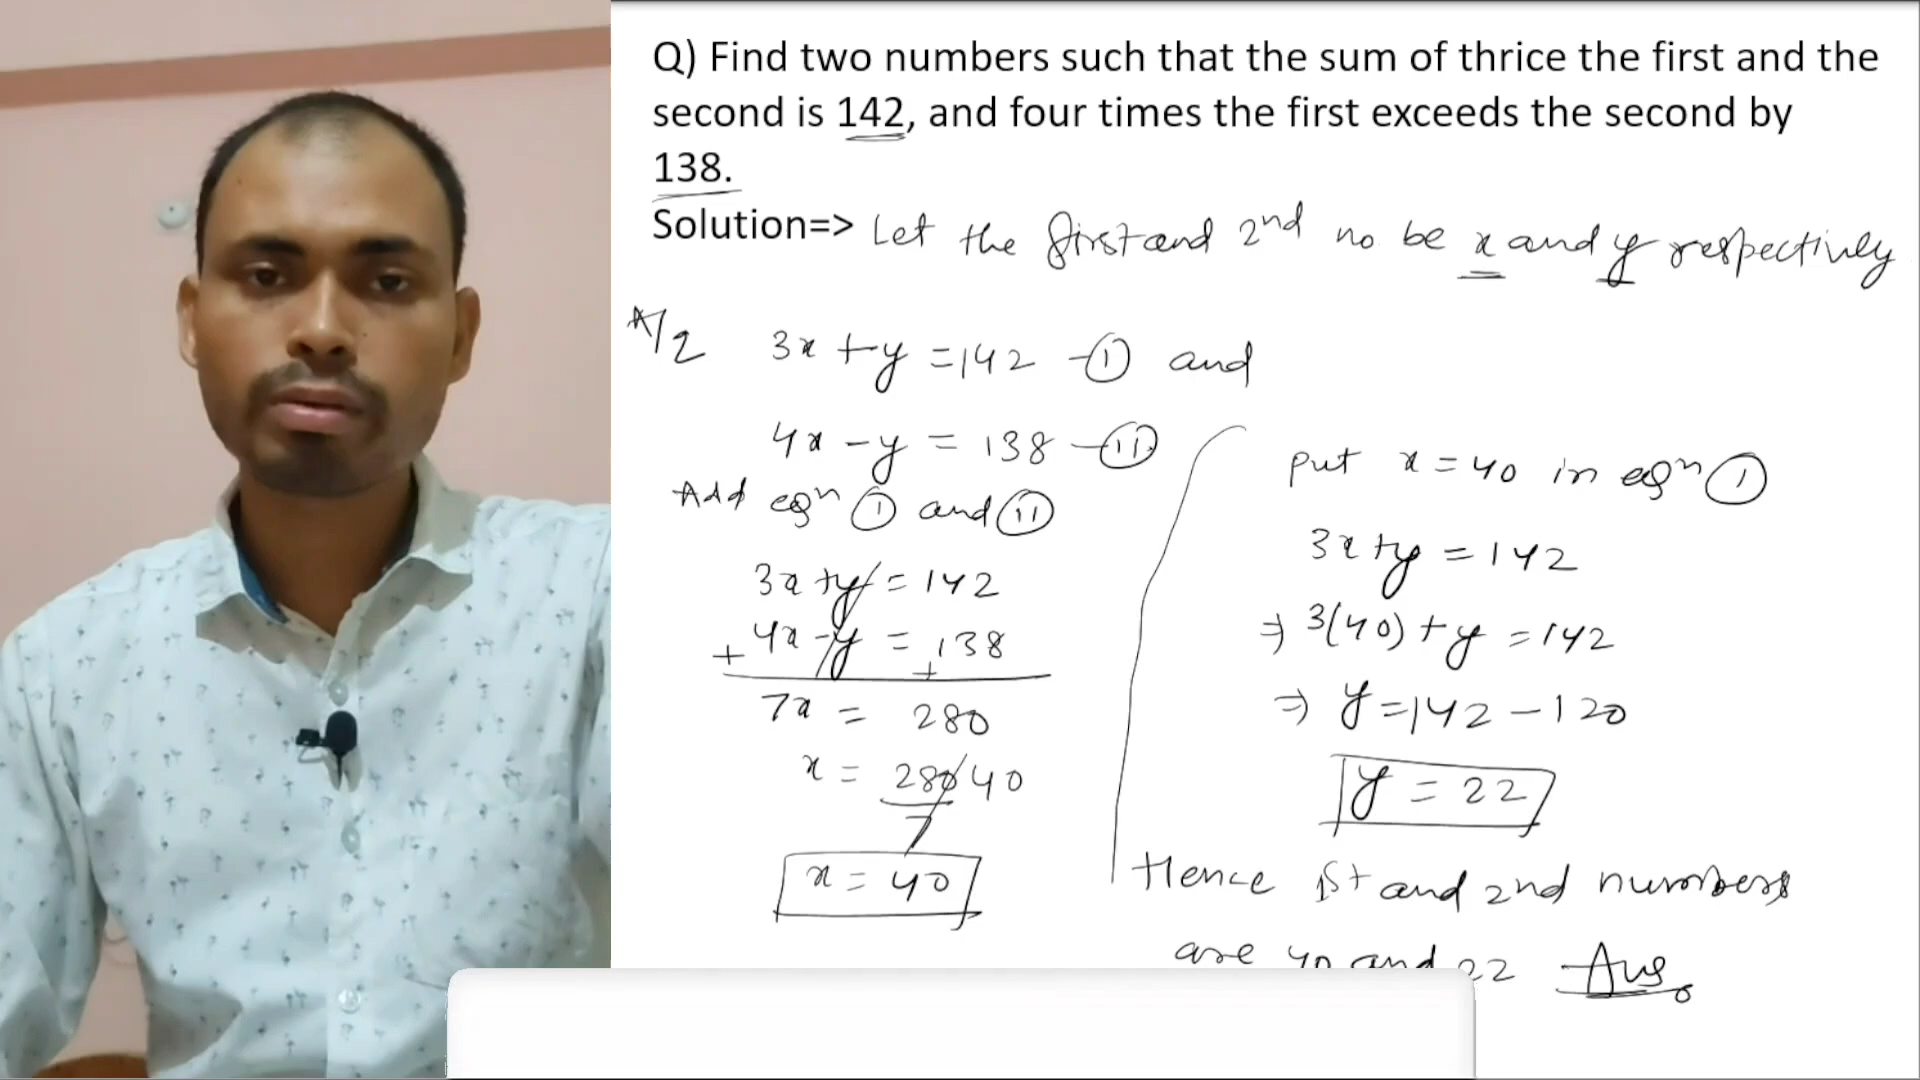 Q) Find two numbers such that the sum of thrice the first and the
second is 142, and four times the first exceeds the second by
138.
Solution=> Let the first and 2nd no. be x and y respectively
A/2 3x + y = 142 - (i) and
4x - y = 138 - (ii)
Add eqn (i) and (ii)
3x + y = 142
+ 4x - y = 138
+
7x = 280
x = 280/7 40
x = 40
put x = 40 in eqn (i)
3x + y = 142
=> 3(40) + y = 142
=> y = 142 - 120
y = 22
Hence 1st and 2nd numbers
are 40 and 22 Ans.